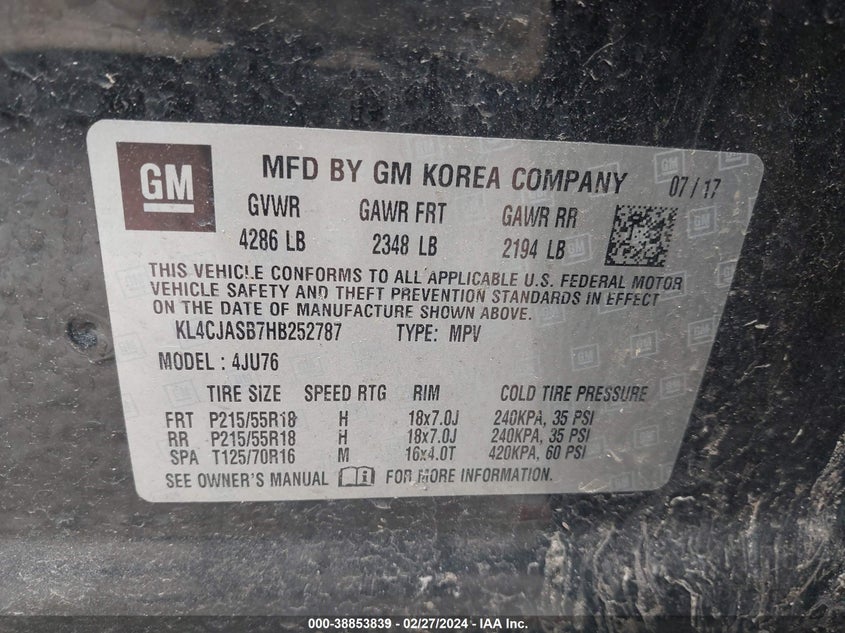 GM
MFD BY GM KOREA COMPANY 07/17
GVWR GAWR FRT GAWR RR
4286 LB 2348 LB 2194 LB
THIS VEHICLE CONFORMS TO ALL APPLICABLE U.S. FEDERAL MOTOR
VEHICLE SAFETY AND THEFT PREVENTION STANDARDS IN EFFECT
ON THE DATE OF MANUFACTURE SHOWN ABOVE.
KL4CJASB7HB252787 TYPE: MPV
MODEL : 4JU76
TIRE SIZE SPEED RTG RIM COLD TIRE PRESSURE
FRT P215/55R18 H 18x7.0J 240KPA, 35 PSI
RR P215/55R18 H 18x7.0J 240KPA, 35 PSI
SPA T125/70R16 M 16x4.0T 420KPA, 60 PSI
SEE OWNER'S MANUAL FOR MORE INFORMATION.
000-38853839 / 02/27/2024 / IAA Inc.